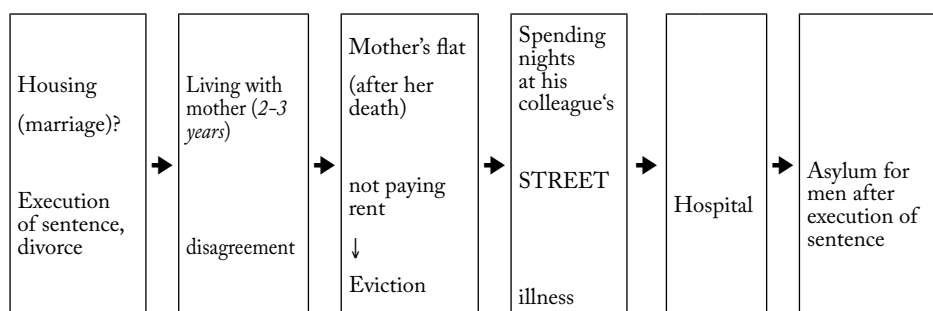 Housing
(marriage)?
Execution
of sentence,
divorce
Living with
mother (2-3
years)
disagreement
Mother's flat
(after her
death)
not paying
rent
↓
Eviction
Spending
nights
at his
colleague‘s
STREET
illness
Hospital
Asylum for
men after
execution of
sentence